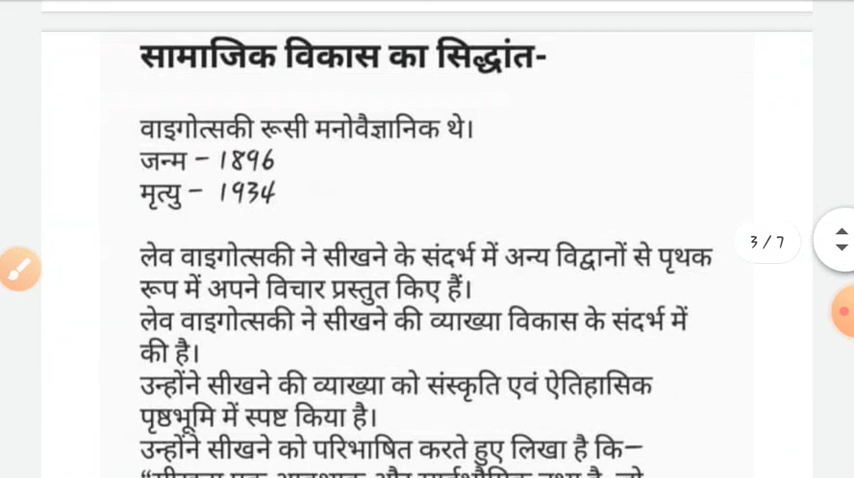 सामाजिक विकास का सिद्धांत-
वाइगोत्सकी रूसी मनोवैज्ञानिक थे।
जन्म - 1896
मृत्यु - 1934
3 / 7
लेव वाइगोत्सकी ने सीखने के संदर्भ में अन्य विद्वानों से पृथक
रूप में अपने विचार प्रस्तुत किए हैं।
लेव वाइगोत्सकी ने सीखने की व्याख्या विकास के संदर्भ में
की है।
उन्होंने सीखने की व्याख्या को संस्कृति एवं ऐतिहासिक
पृष्ठभूमि में स्पष्ट किया है।
उन्होंने सीखने को परिभाषित करते हुए लिखा है कि–